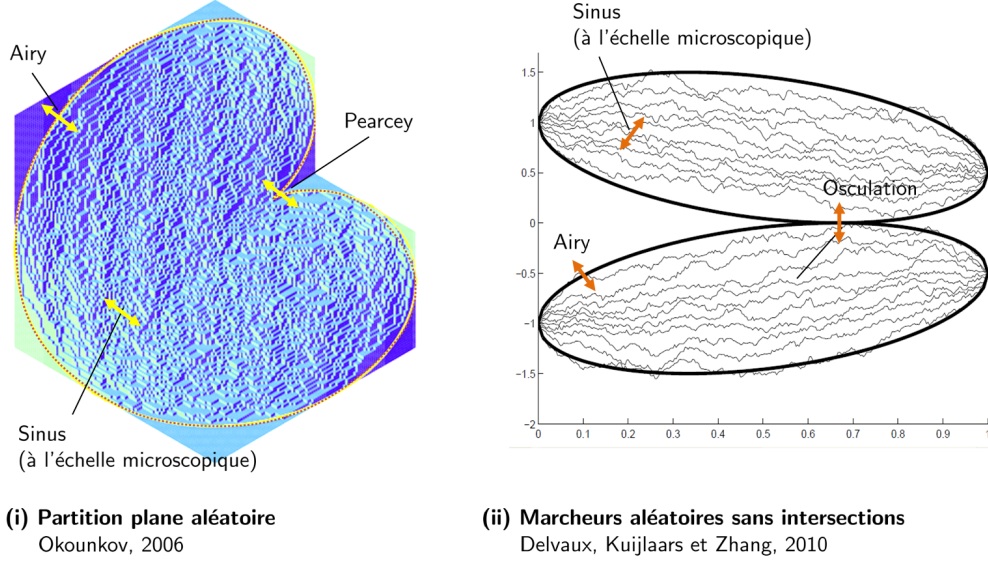 Airy
Pearcey
Sinus
(à l'échelle microscopique)
(i) Partition plane aléatoire
Okounkov, 2006
Sinus
(à l'échelle microscopique)
1.5
1
0.5
0
−0.5
−1
−1.5
−2
Osculation
Airy
0 0.1 0.2 0.3 0.4 0.5 0.6 0.7 0.8 0.9 1
(ii) Marcheurs aléatoires sans intersections
Delvaux, Kuijlaars et Zhang, 2010